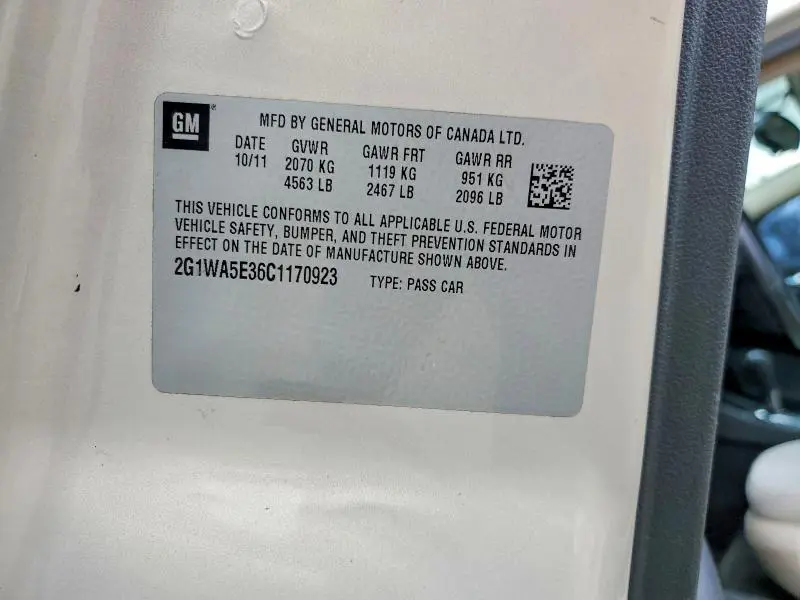 GM® MFD BY GENERAL MOTORS OF CANADA LTD.
DATE GVWR GAWR FRT GAWR RR
10/11 2070 KG 1119 KG 951 KG
4563 LB 2467 LB 2096 LB
THIS VEHICLE CONFORMS TO ALL APPLICABLE U.S. FEDERAL MOTOR
VEHICLE SAFETY, BUMPER, AND THEFT PREVENTION STANDARDS IN
EFFECT ON THE DATE OF MANUFACTURE SHOWN ABOVE.
2G1WA5E36C1170923 TYPE: PASS CAR